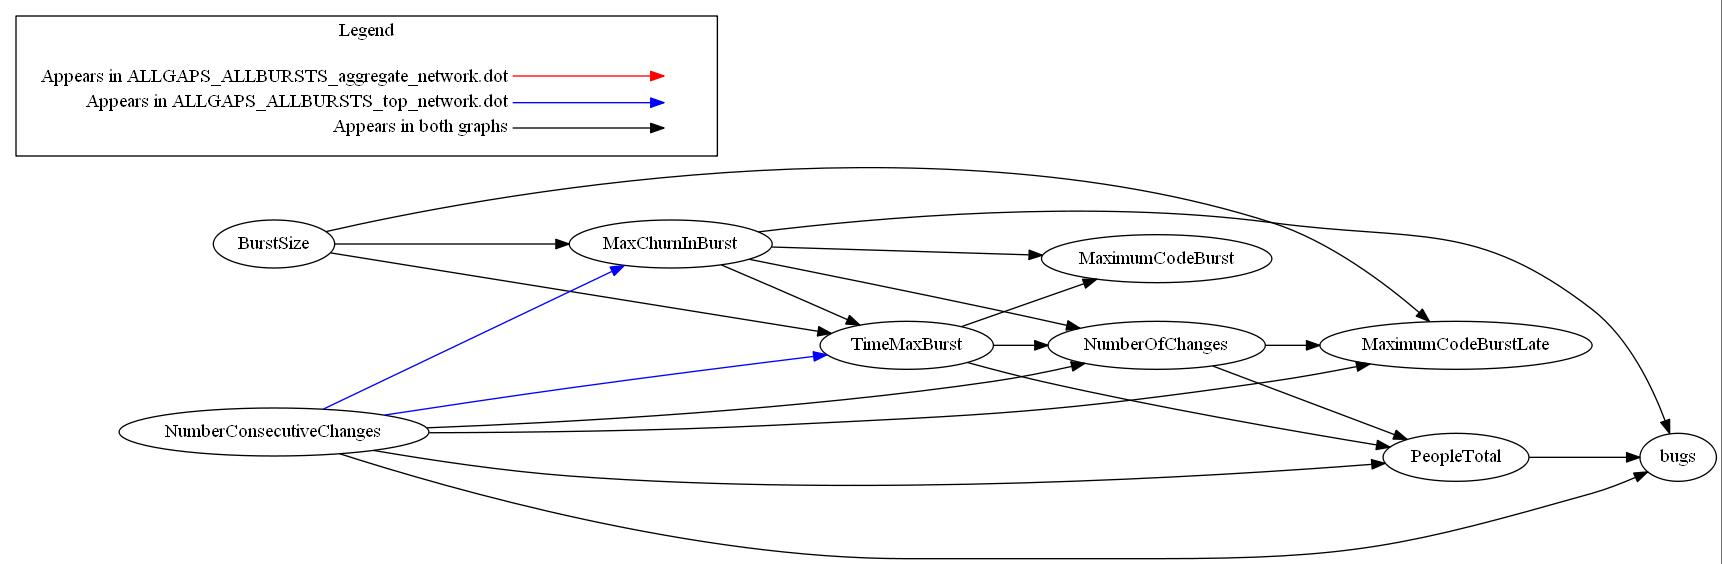 Legend
Appears in ALLGAPS_ALLBURSTS_aggregate_network.dot
Appears in ALLGAPS_ALLBURSTS_top_network.dot
Appears in both graphs
BurstSize
MaxChurnInBurst
MaximumCodeBurst
TimeMaxBurst
NumberOfChanges
MaximumCodeBurstLate
NumberConsecutiveChanges
PeopleTotal
bugs